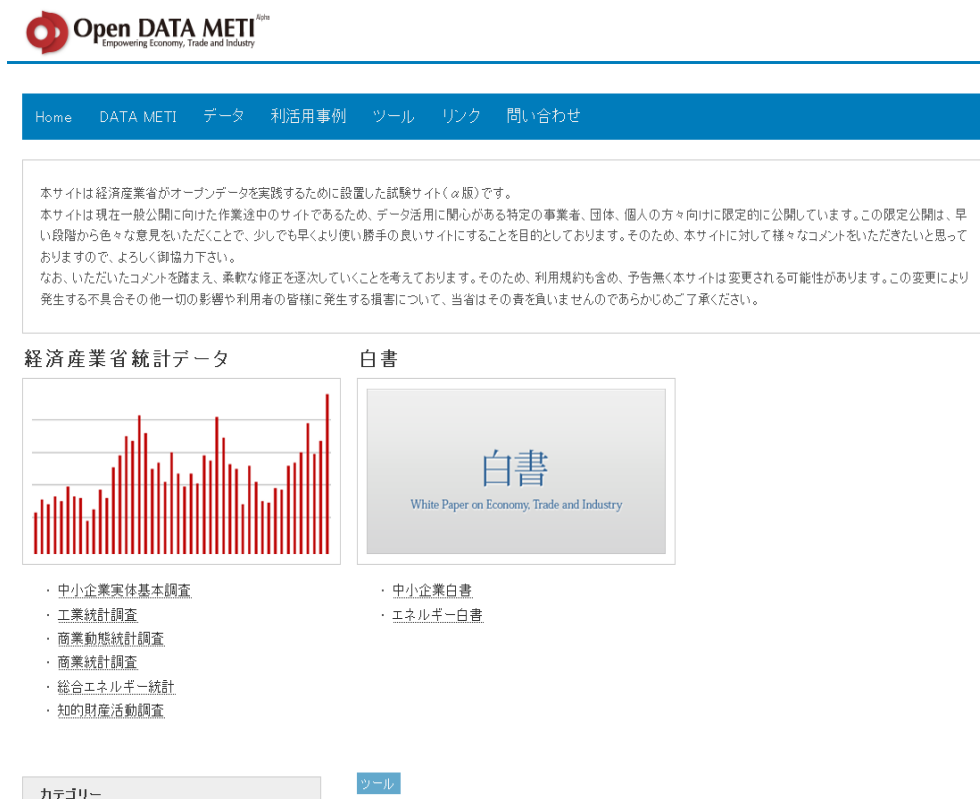 Open DATA METI Alpha
Empowering Economy, Trade and Industry
Home DATA METI データ 利活用事例 ツール リンク 問い合わせ
本サイトは経済産業省がオープンデータを実践するために設置した試験サイト(α版)です。
本サイトは現在一般公開に向けた作業途中のサイトであるため、データ活用に関心がある特定の事業者、団体、個人の方々向けに限定的に公開しています。この限定公開は、早
い段階から色々な意見をいただくことで、少しでも早くより使い勝手の良いサイトにすることを目的としております。そのため、本サイトに対して様々なコメントをいただきたいと思って
おりますので、よろしく御協力下さい。
なお、いただいたコメントを踏まえ、柔軟な修正を逐次していくことを考えております。そのため、利用規約も含め、予告無く本サイトは変更される可能性があります。この変更により
発生する不具合その他一切の影響や利用者の皆様に発生する損害について、当省はその責を負いませんのであらかじめご了承ください。
経済産業省統計データ
白書
白書
White Paper on Economy, Trade and Industry
・ 中小企業実体基本調査
・ 工業統計調査
・ 商業動態統計調査
・ 商業統計調査
・ 総合エネルギー統計
・ 知的財産活動調査
・ 中小企業白書
・ エネルギー白書
カテゴリー
ツール